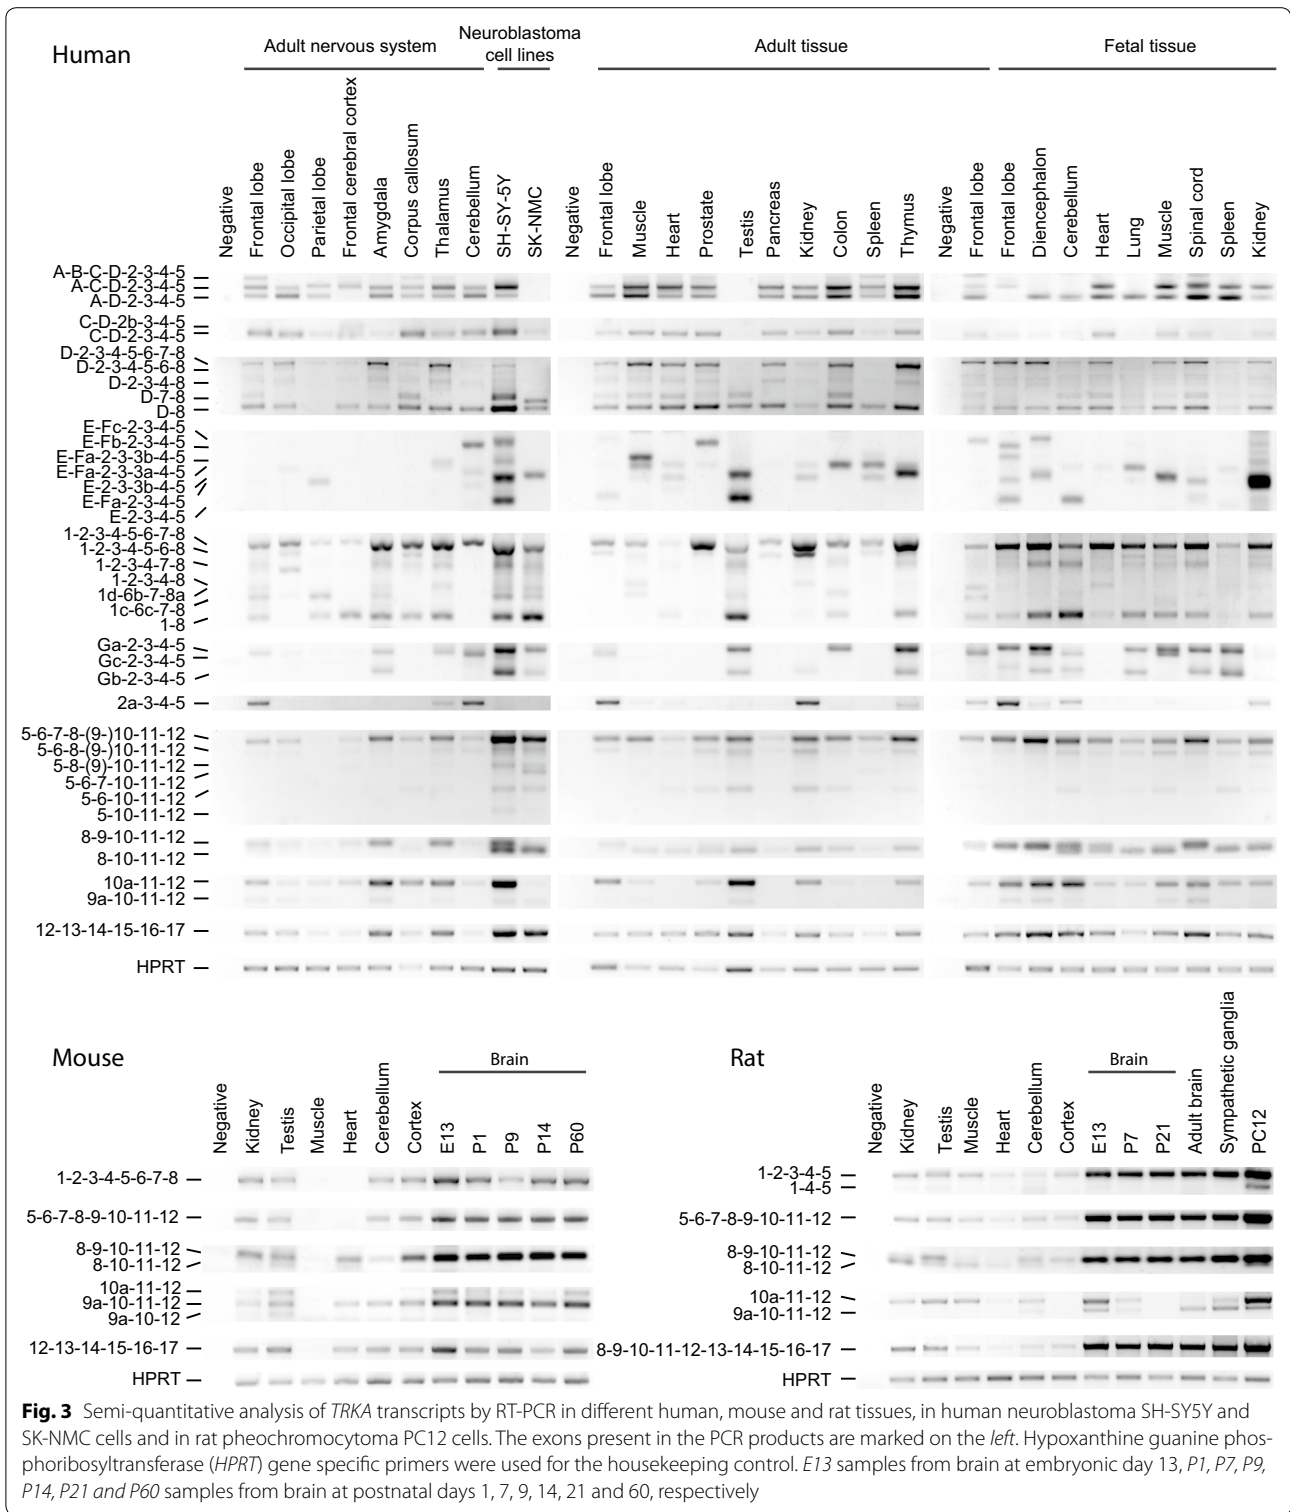 Human
Adult nervous system
Neuroblastoma
cell lines
Adult tissue
Fetal tissue
Negative
Frontal lobe
Occipital lobe
Parietal lobe
Frontal cerebral cortex
Amygdala
Corpus callosum
Thalamus
Cerebellum
SH-SY-5Y
SK-NMC
Negative
Frontal lobe
Muscle
Heart
Prostate
Testis
Pancreas
Kidney
Colon
Spleen
Thymus
Negative
Frontal lobe
Frontal lobe
Diencephalon
Cerebellum
Heart
Lung
Muscle
Spinal cord
Spleen
Kidney
A-B-C-D-2-3-4-5
A-C-D-2-3-4-5
A-D-2-3-4-5
C-D-2b-3-4-5
C-D-2-3-4-5
D-2-3-4-5-6-7-8
D-2-3-4-5-6-8
D-2-3-4-8
D-7-8
D-8
E-Fc-2-3-4-5
E-Fb-2-3-4-5
E-Fa-2-3-3b-4-5
E-Fa-2-3-3a-4-5
E-2-3-3b-4-5
E-Fa-2-3-4-5
E-2-3-4-5
1-2-3-4-5-6-7-8
1-2-3-4-5-6-8
1-2-3-4-7-8
1-2-3-4-8
1d-6b-7-8a
1c-6c-7-8
1-8
Ga-2-3-4-5
Gc-2-3-4-5
Gb-2-3-4-5
2a-3-4-5
5-6-7-8-(9-)10-11-12
5-6-8-(9-)10-11-12
5-8-(9)-10-11-12
5-6-7-10-11-12
5-6-10-11-12
5-10-11-12
8-9-10-11-12
8-10-11-12
10a-11-12
9a-10-11-12
12-13-14-15-16-17
HPRT
Mouse
Brain
Negative
Kidney
Testis
Muscle
Heart
Cerebellum
Cortex
E13
P1
P9
P14
P60
1-2-3-4-5-6-7-8
5-6-7-8-9-10-11-12
8-9-10-11-12
8-10-11-12
10a-11-12
9a-10-11-12
9a-10-12
12-13-14-15-16-17
HPRT
Rat
Brain
Negative
Kidney
Testis
Muscle
Heart
Cerebellum
Cortex
E13
P7
P21
Adult brain
Sympathetic ganglia
PC12
1-2-3-4-5
1-4-5
5-6-7-8-9-10-11-12
8-9-10-11-12
8-10-11-12
10a-11-12
9a-10-11-12
8-9-10-11-12-13-14-15-16-17
HPRT
Fig. 3 Semi-quantitative analysis of TRKA transcripts by RT-PCR in different human, mouse and rat tissues, in human neuroblastoma SH-SY5Y and
SK-NMC cells and in rat pheochromocytoma PC12 cells. The exons present in the PCR products are marked on the left. Hypoxanthine guanine phos-
phoribosyltransferase (HPRT) gene specific primers were used for the housekeeping control. E13 samples from brain at embryonic day 13, P1, P7, P9,
P14, P21 and P60 samples from brain at postnatal days 1, 7, 9, 14, 21 and 60, respectively